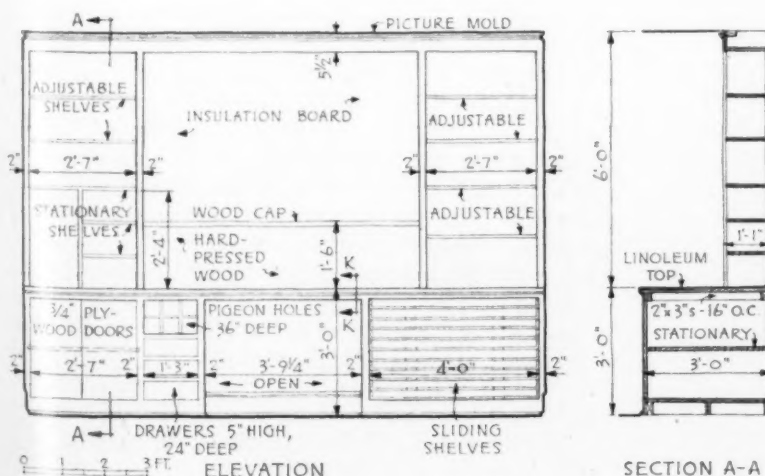 A
PICTURE MOLD
5½"
ADJUSTABLE
SHELVES
INSULATION BOARD
ADJUSTABLE
2"
2'-7"
2"
2"
2'-7"
2"
6'-0"
STATIONARY
SHELVES
2'-4"
WOOD CAP
HARD-
PRESSED
WOOD
1'-6"
ADJUSTABLE
1'-1"
K
LINOLEUM
TOP
3/4" PLY-
WOOD DOORS
PIGEON HOLES
36" DEEP
K
3'-0"
2"x3"s-16" O.C.
STATIONARY
3'-0"
2"
2'-7"
2"
1'-3"
2"
3'-9¼"
2"
4'-0"
2"
3'-0"
OPEN
A
DRAWERS 5" HIGH,
24" DEEP
SLIDING
SHELVES
0 1 2 3 FT.
ELEVATION
SECTION A-A